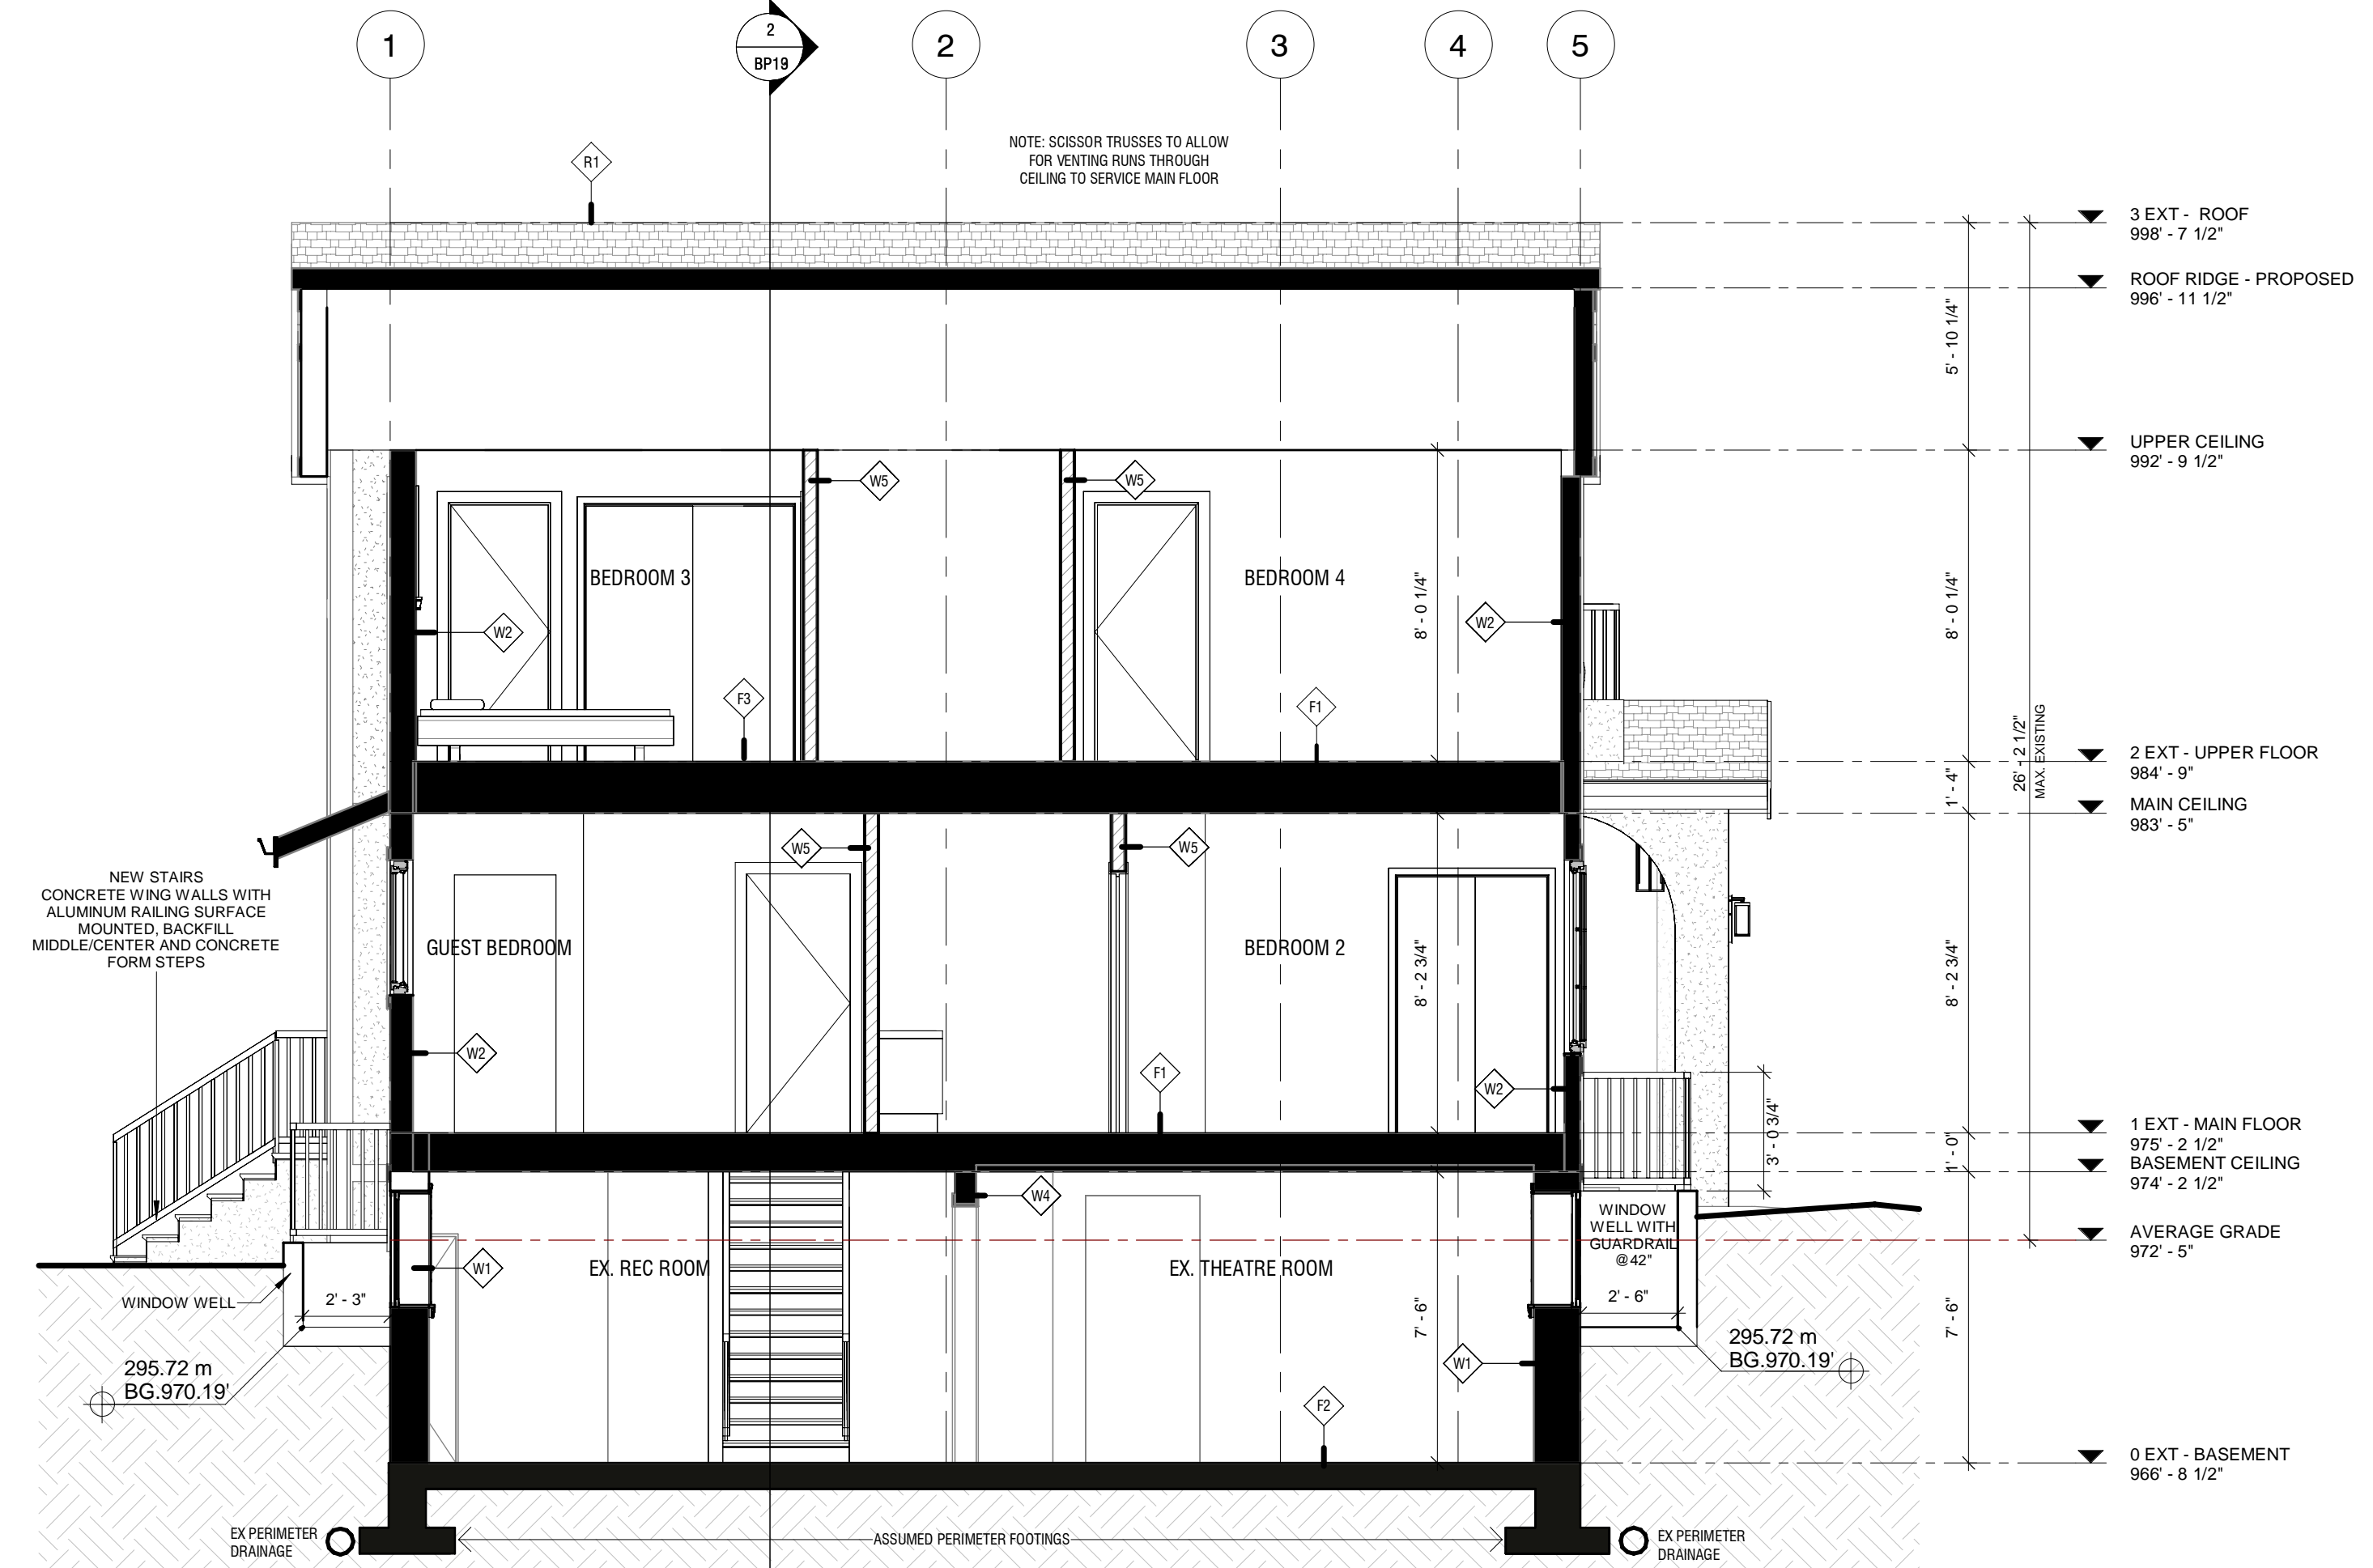 1
2
BP19
2
3
4
5
NOTE: SCISSOR TRUSSES TO ALLOW
FOR VENTING RUNS THROUGH
CEILING TO SERVICE MAIN FLOOR
R1
3 EXT - ROOF
998' - 7 1/2"
ROOF RIDGE - PROPOSED
996' - 11 1/2"
5' - 10 1/4"
UPPER CEILING
992' - 9 1/2"
W5
W5
BEDROOM 3
BEDROOM 4
8' - 0 1/4"
8' - 0 1/4"
W2
W2
F3
F1
26' - 2 1/2"
MAX. EXISTING
2 EXT - UPPER FLOOR
984' - 9"
1' - 4"
MAIN CEILING
983' - 5"
W5
W5
NEW STAIRS
CONCRETE WING WALLS WITH
ALUMINUM RAILING SURFACE
MOUNTED, BACKFILL
MIDDLE/CENTER AND CONCRETE
FORM STEPS
GUEST BEDROOM
BEDROOM 2
8' - 2 3/4"
8' - 2 3/4"
W2
F1
W2
3' - 0 3/4"
1 EXT - MAIN FLOOR
975' - 2 1/2"
1' - 0"
BASEMENT CEILING
974' - 2 1/2"
W4
WINDOW
WELL WITH
GUARDRAIL
@42"
AVERAGE GRADE
972' - 5"
W1
EX. REC ROOM
EX. THEATRE ROOM
WINDOW WELL
2' - 3"
2' - 6"
7' - 6"
7' - 6"
295.72 m
BG.970.19'
W1
295.72 m
BG.970.19'
F2
0 EXT - BASEMENT
966' - 8 1/2"
EX PERIMETER
DRAINAGE
ASSUMED PERIMETER FOOTINGS
EX PERIMETER
DRAINAGE